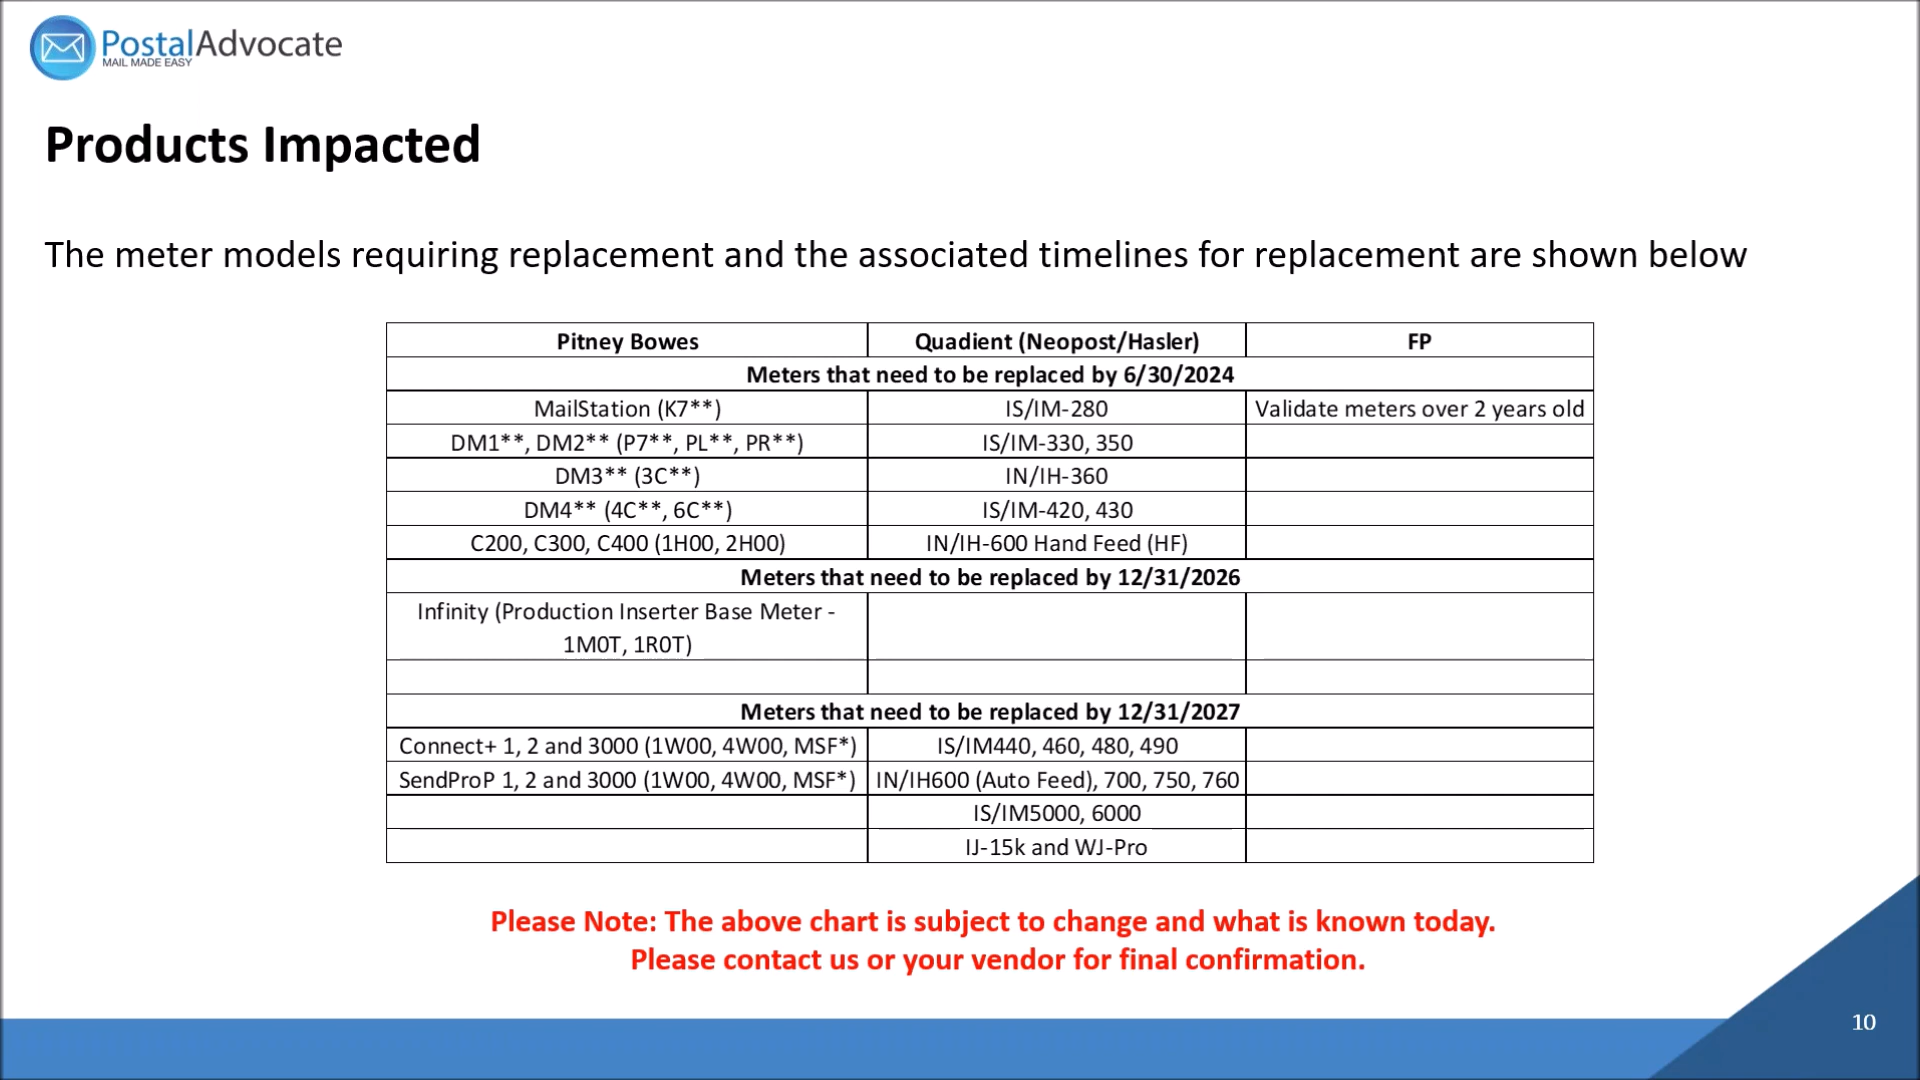 PostalAdvocate
MAIL MADE EASY
Products Impacted
The meter models requiring replacement and the associated timelines for replacement are shown below
Pitney Bowes Quadient (Neopost/Hasler) FP
Meters that need to be replaced by 6/30/2024
MailStation (K7**) IS/IM-280 Validate meters over 2 years old
DM1**, DM2** (P7**, PL**, PR**) IS/IM-330, 350
DM3** (3C**) IN/IH-360
DM4** (4C**, 6C**) IS/IM-420, 430
C200, C300, C400 (1H00, 2H00) IN/IH-600 Hand Feed (HF)
Meters that need to be replaced by 12/31/2026
Infinity (Production Inserter Base Meter -
1M0T, 1R0T)
Meters that need to be replaced by 12/31/2027
Connect+ 1, 2 and 3000 (1W00, 4W00, MSF*) IS/IM440, 460, 480, 490
SendProP 1, 2 and 3000 (1W00, 4W00, MSF*) IN/IH600 (Auto Feed), 700, 750, 760
IS/IM5000, 6000
IJ-15k and WJ-Pro
Please Note: The above chart is subject to change and what is known today.
Please contact us or your vendor for final confirmation.
10